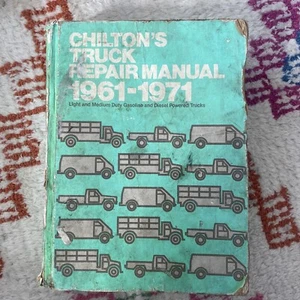 CHILTON'S
TRUCK
REPAIR MANUAL
1961-1971
Light and Medium Duty Gasoline and Diesel Powered Trucks